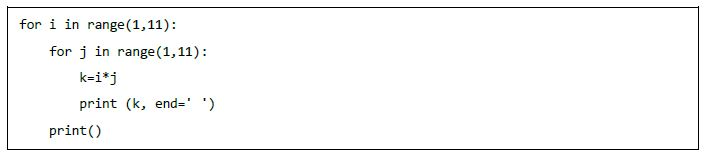 for i in range(1,11):
    for j in range(1,11):
        k=i*j
        print (k, end=' ')
    print()